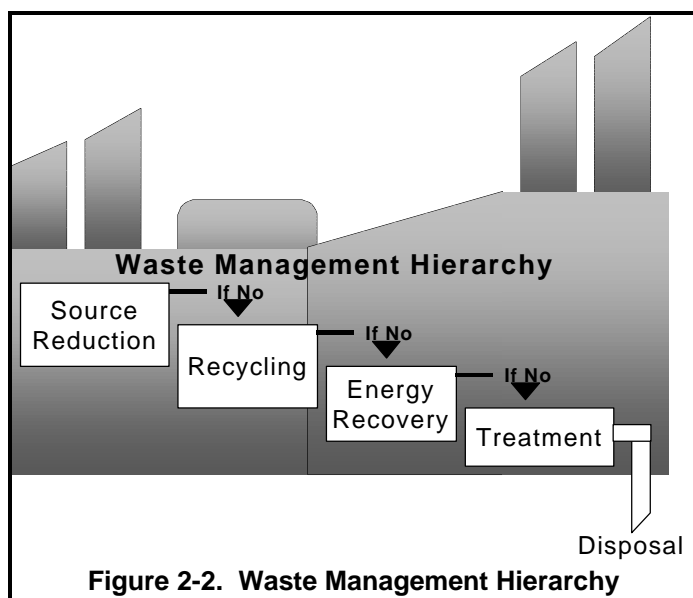 Waste Management Hierarchy
Source
Reduction
If No
Recycling
If No
Energy
Recovery
If No
Treatment
Disposal
Figure 2-2. Waste Management Hierarchy